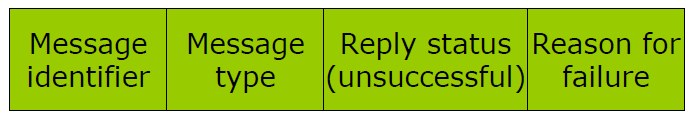 Message
identifier
Message
type
Reply status
(unsuccessful)
Reason for
failure